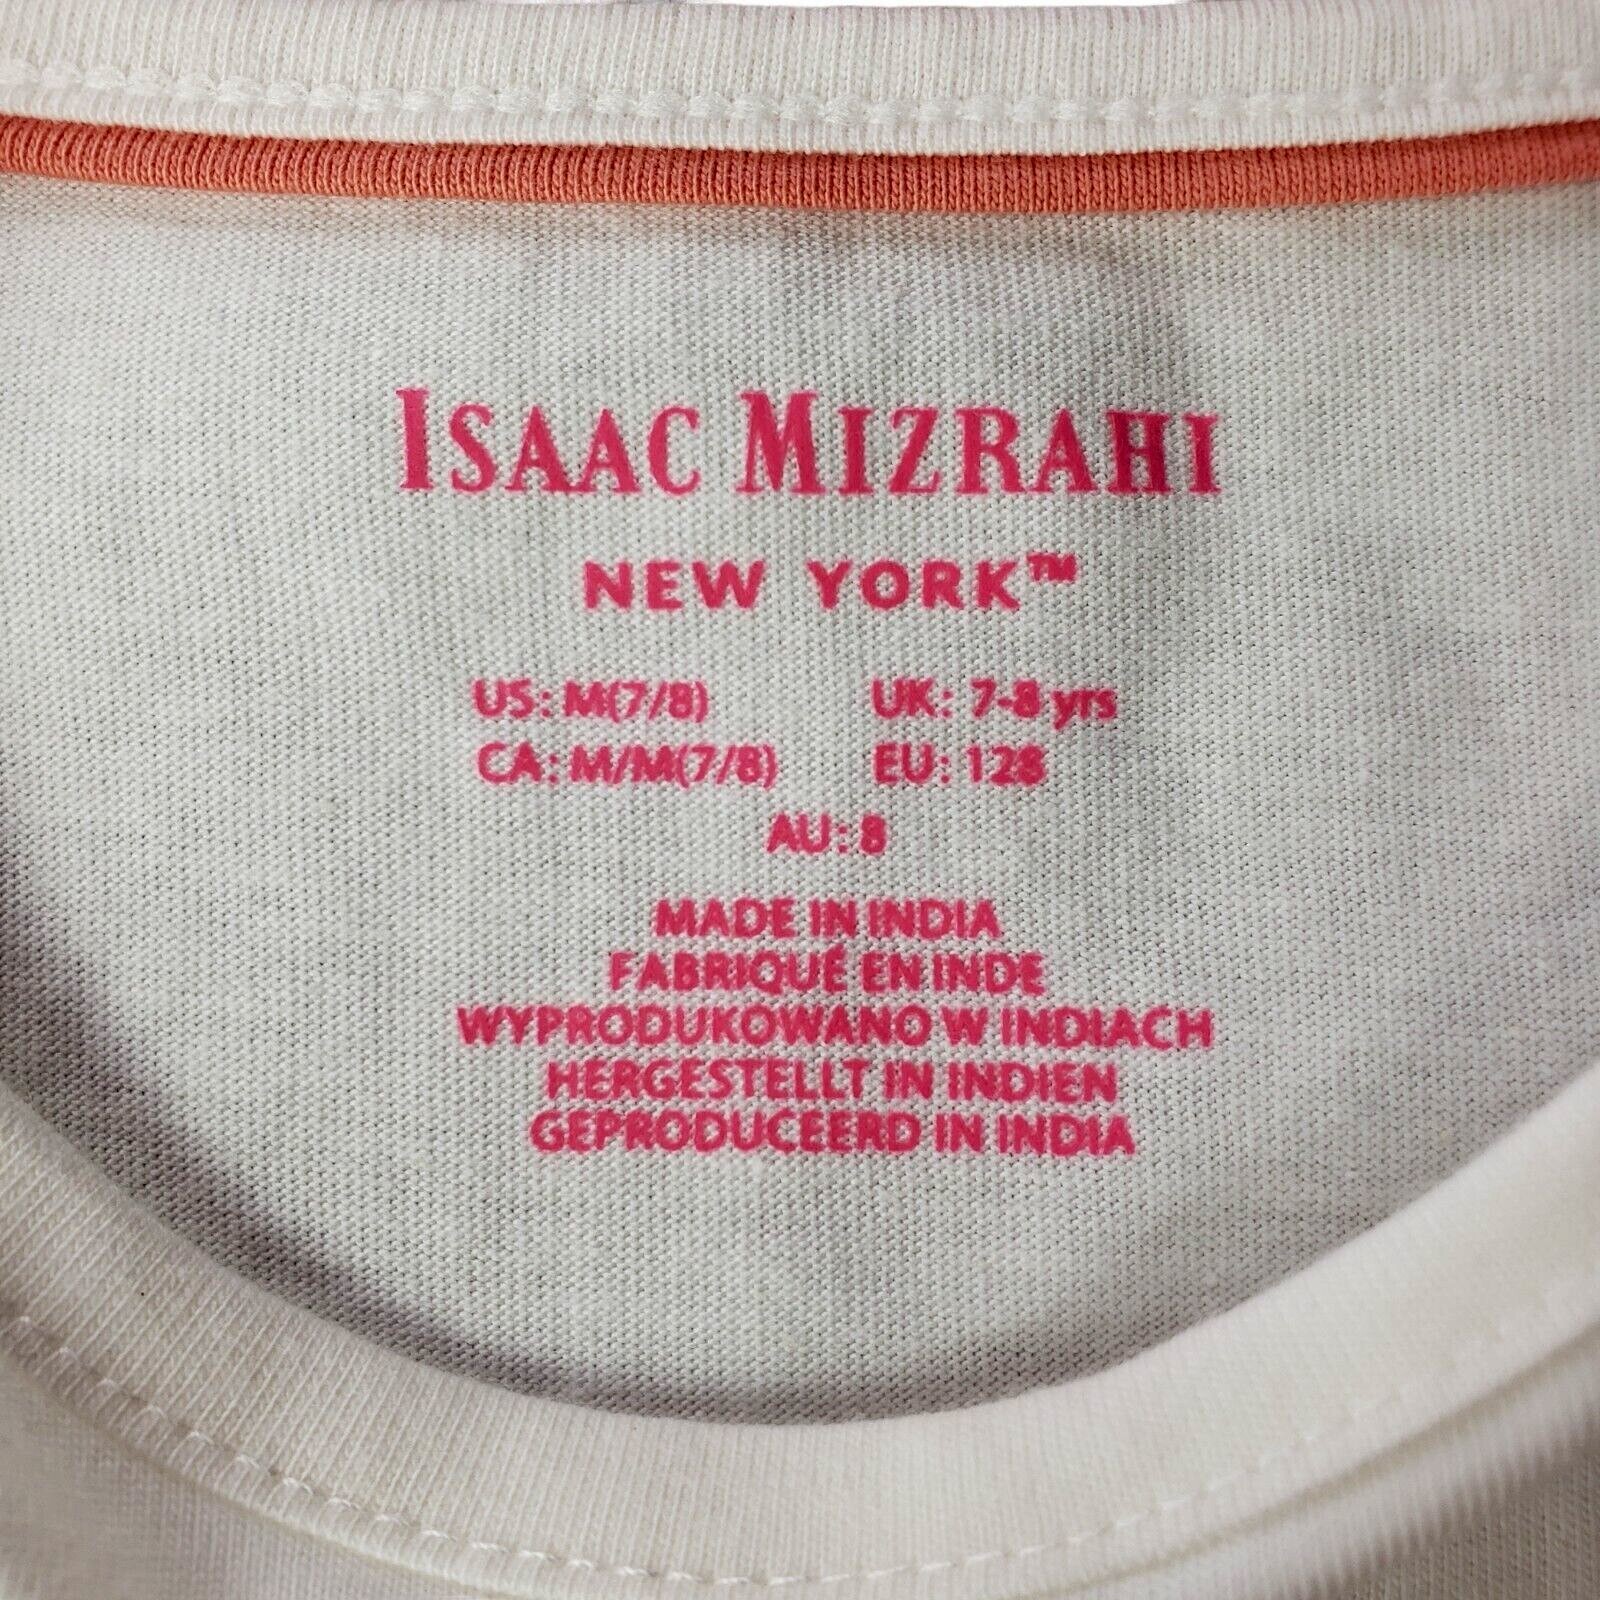 ISAAC MIZRAHI
NEW YORK™
US: M(7/8) UK: 7-8 yrs
CA: M/M(7/8) EU: 128
AU: 8
MADE IN INDIA
FABRIQUÉ EN INDE
WYPRODUKOWANO W INDIACH
HERGESTELLT IN INDIEN
GEPRODUCEERD IN INDIA